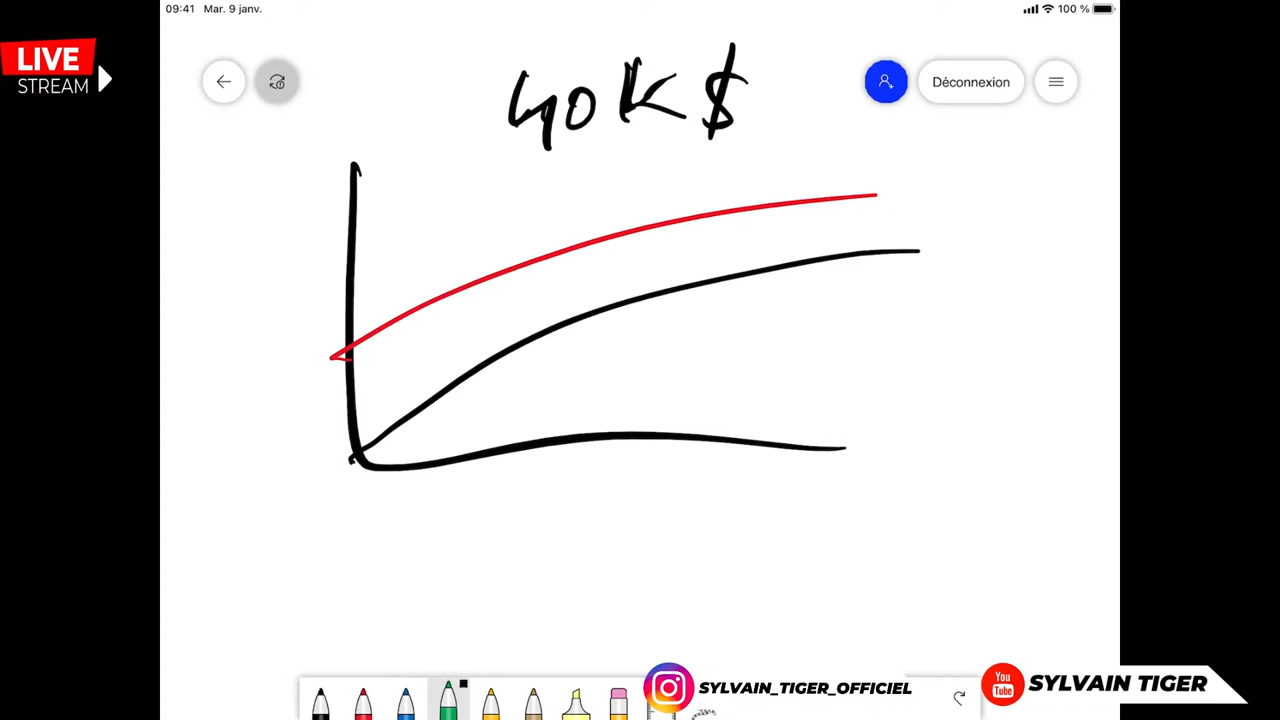 09:41 Mar. 9 janv.
100 %
LIVE
STREAM
40K $
Déconnexion
SYLVAIN_TIGER_OFFICIEL
You
Tube
SYLVAIN TIGER